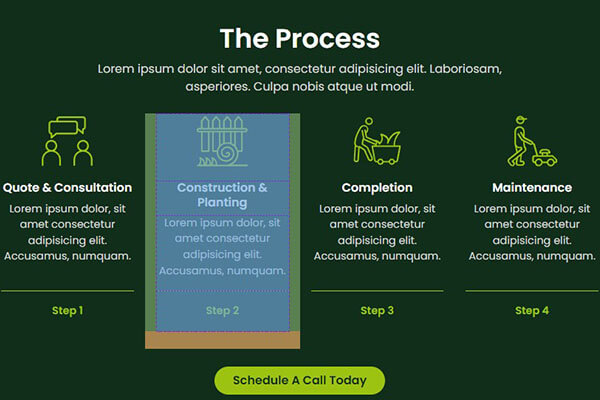 The Process
Lorem ipsum dolor sit amet, consectetur adipisicing elit. Laboriosam,
asperiores. Culpa nobis atque ut modi.
Quote & Consultation
Lorem ipsum dolor, sit
amet consectetur
adipisicing elit.
Accusamus, numquam.
Step 1
Construction &
Planting
Lorem ipsum dolor, sit
amet consectetur
adipisicing elit.
Accusamus, numquam.
Step 2
Completion
Lorem ipsum dolor, sit
amet consectetur
adipisicing elit.
Accusamus, numquam.
Step 3
Maintenance
Lorem ipsum dolor, sit
amet consectetur
adipisicing elit.
Accusamus, numquam.
Step 4
Schedule A Call Today